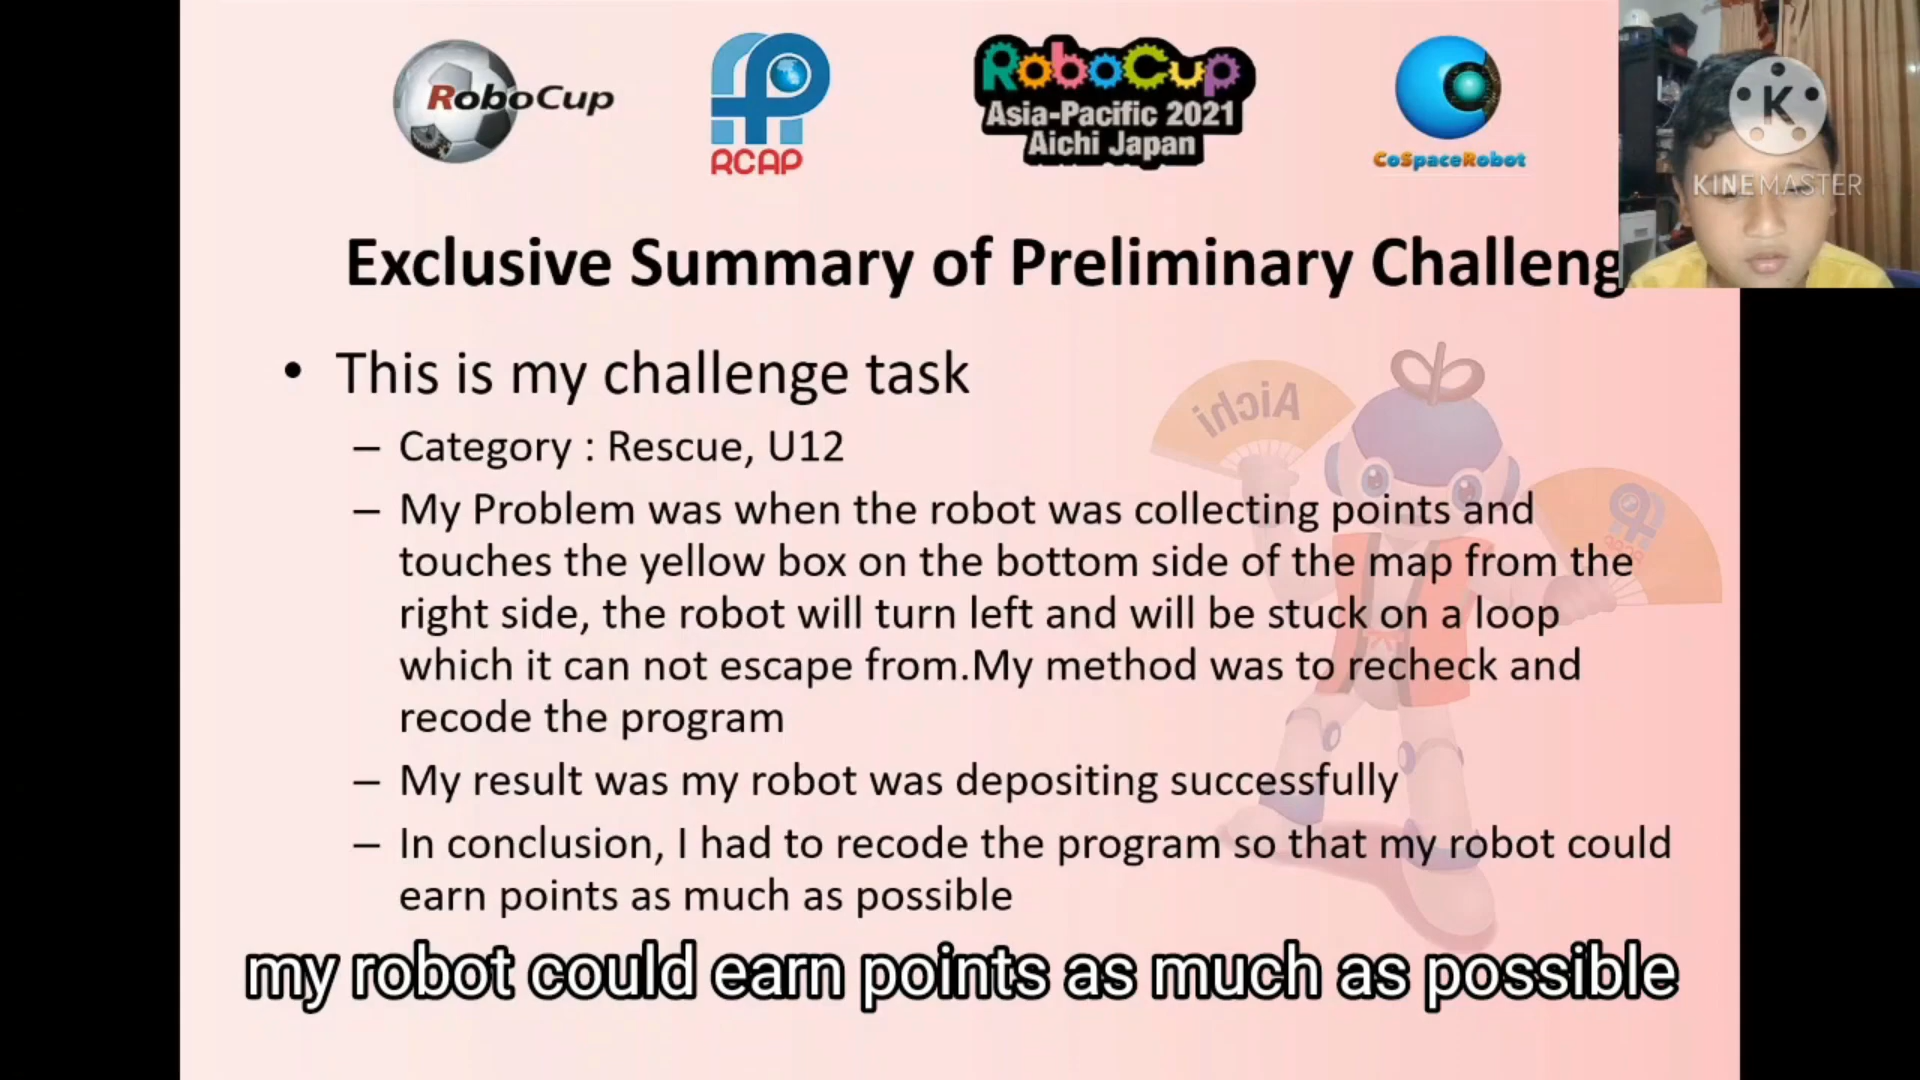 RoboCup
RCAP
RoboCup
Asia-Pacific 2021
Aichi Japan
CoSpaceRobot
K
KINEMASTER
Exclusive Summary of Preliminary Challeng
• This is my challenge task
Aichi
– Category : Rescue, U12
– My Problem was when the robot was collecting points and
touches the yellow box on the bottom side of the map from the
right side, the robot will turn left and will be stuck on a loop
which it can not escape from.My method was to recheck and
recode the program
– My result was my robot was depositing successfully
– In conclusion, I had to recode the program so that my robot could
earn points as much as possible
my robot could earn points as much as possible